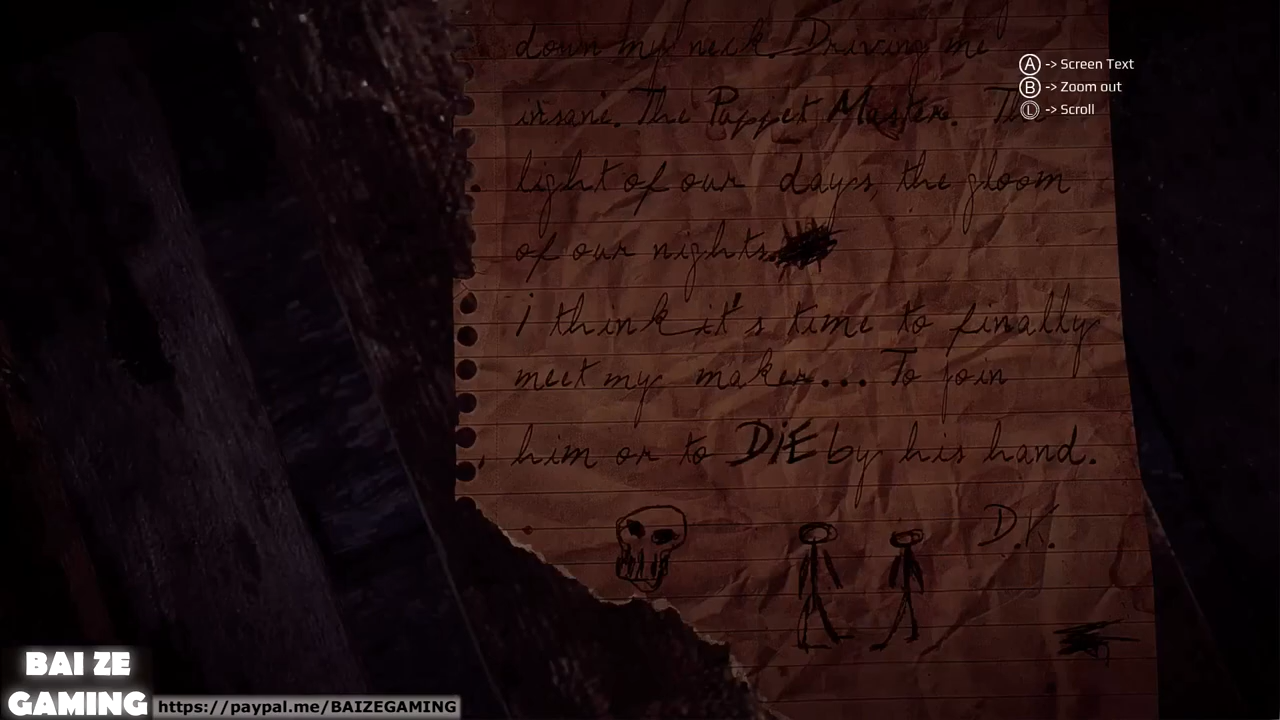 down my neck. Driving me
insane. The Puppet Master. The
light of our days, the gloom
of our nights.
i think it's time to finally
meet my maker... To join
him or to DiE by his hand.
D.K.
A -> Screen Text
B -> Zoom out
L -> Scroll
BAI ZE
GAMING
https://paypal.me/BAIZEGAMING